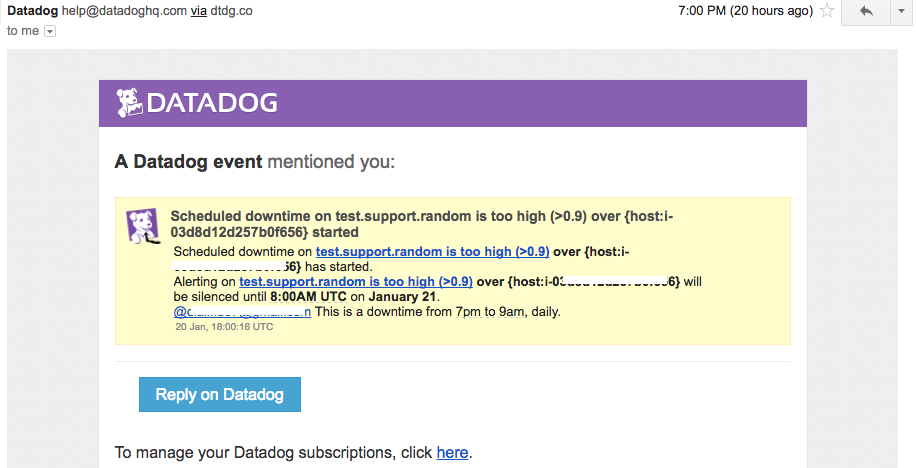 Datadog help@datadoghq.com via dtdg.co 7:00 PM (20 hours ago)
to me
DATADOG
A Datadog event mentioned you:
Scheduled downtime on test.support.random is too high (>0.9) over {host:i-
03d8d12d257b0f656} started
Scheduled downtime on test.support.random is too high (>0.9) over {host:i-
56} has started.
Alerting on test.support.random is too high (>0.9) over {host:i-0 6} will
be silenced until 8:00AM UTC on January 21.
This is a downtime from 7pm to 9am, daily.
20 Jan, 18:00:16 UTC
Reply on Datadog
To manage your Datadog subscriptions, click here.